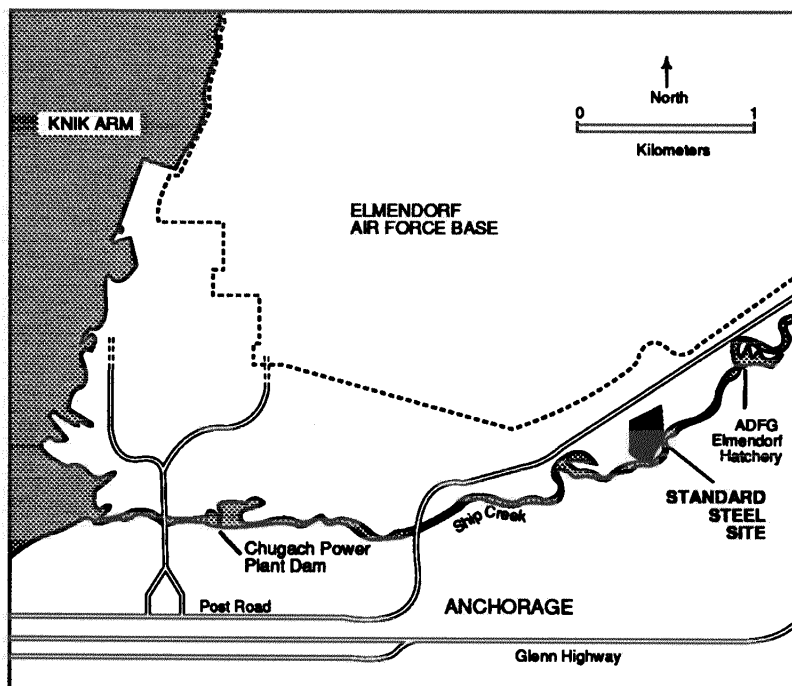 North
0 1
Kilometers
KNIK ARM
ELMENDORF
AIR FORCE BASE
ADFG
Elmendorf
Hatchery
STANDARD
STEEL
SITE
Ship Creek
Chugach Power
Plant Dam
Post Road
ANCHORAGE
Glenn Highway